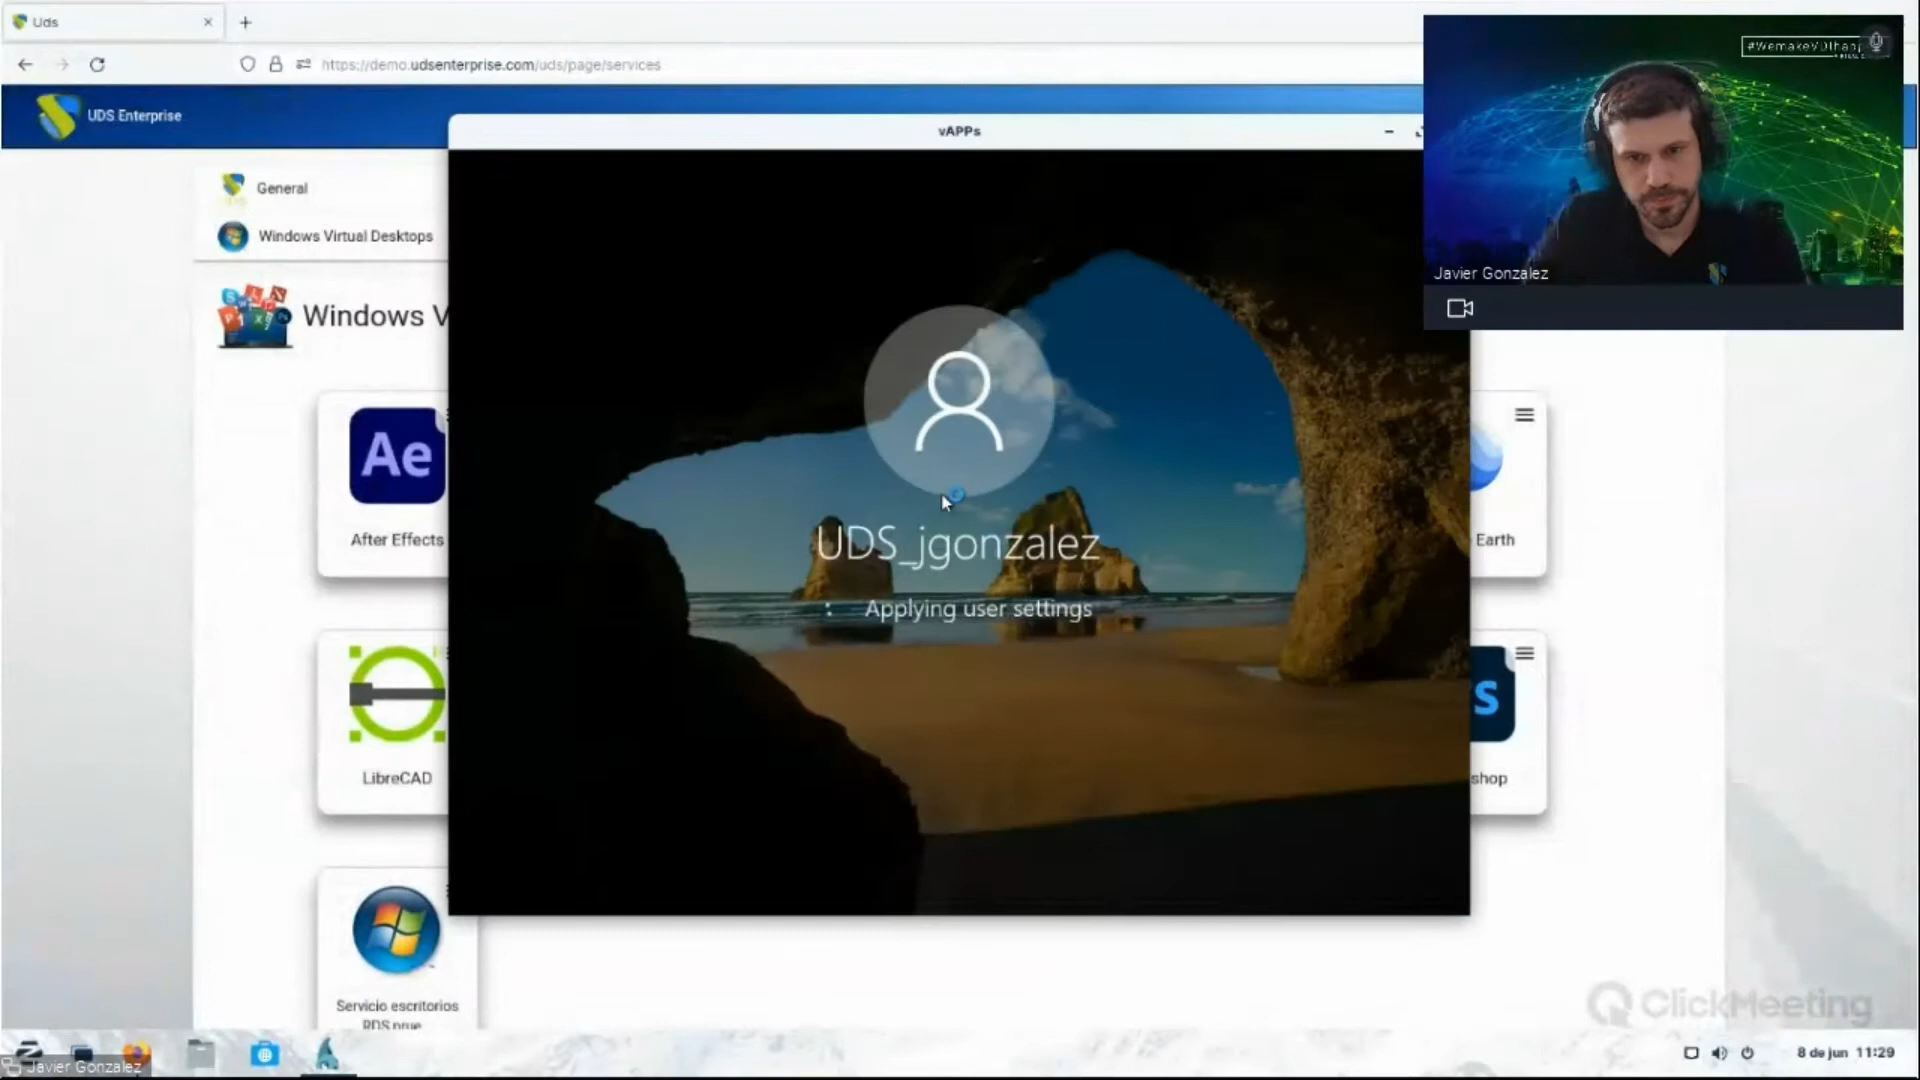 Uds
https://demo.udsenterprise.com/uds/page/services
UDS Enterprise
vAPPs
General
Windows Virtual Desktops
Windows V
Ae
After Effects
LibreCAD
Servicio escritorios
RDS prue
UDS_jgonzalez
Applying user settings
Earth
s
shop
Javier Gonzalez
ClickMeeting
Javier Gonzalez
8 de jun 11:29